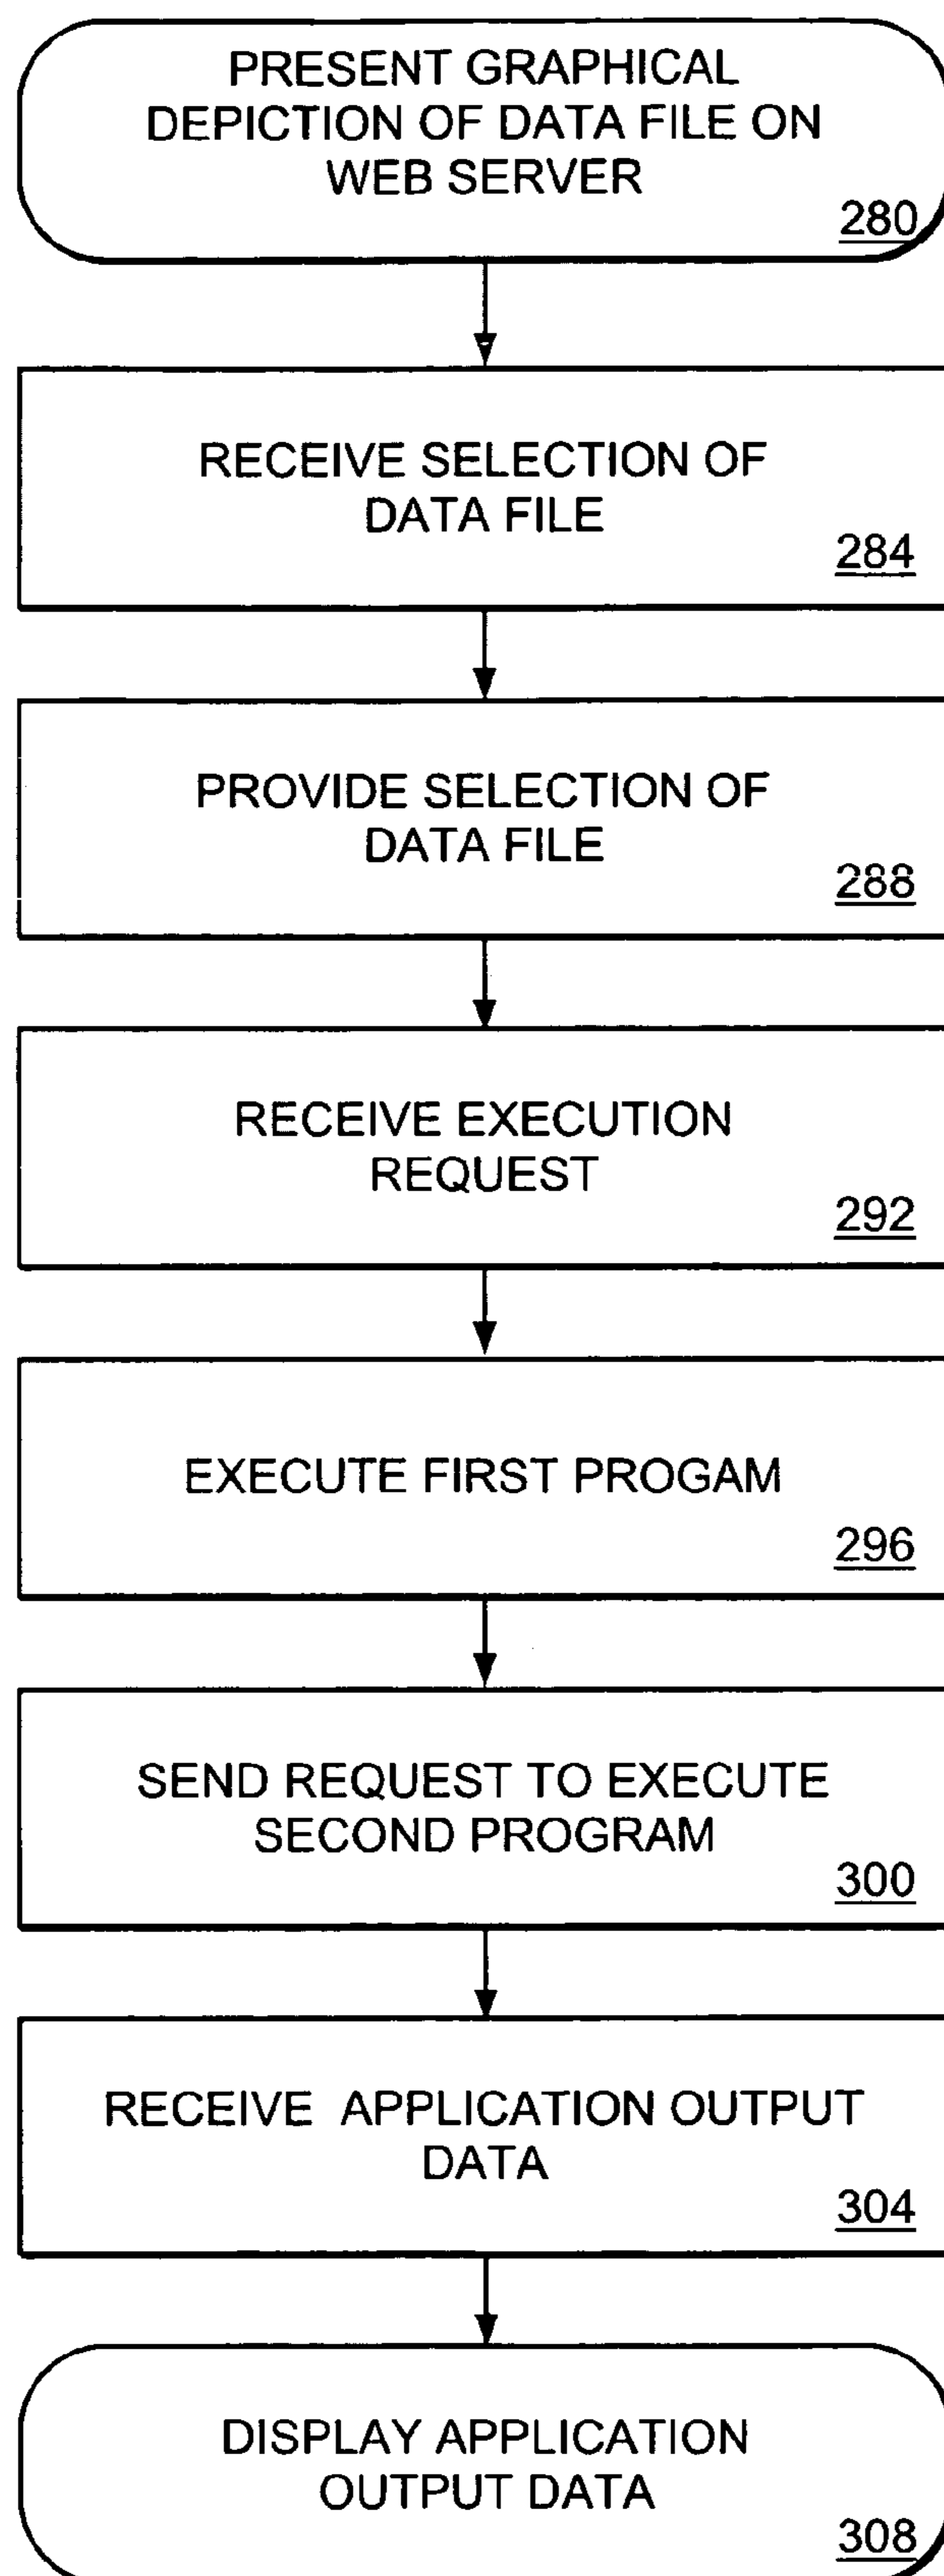 PRESENT GRAPHICAL
DEPICTION OF DATA FILE ON
WEB SERVER
280
RECEIVE SELECTION OF
DATA FILE
284
PROVIDE SELECTION OF
DATA FILE
288
RECEIVE EXECUTION
REQUEST
292
EXECUTE FIRST PROGAM
296
SEND REQUEST TO EXECUTE
SECOND PROGRAM
300
RECEIVE APPLICATION OUTPUT
DATA
304
DISPLAY APPLICATION
OUTPUT DATA
308